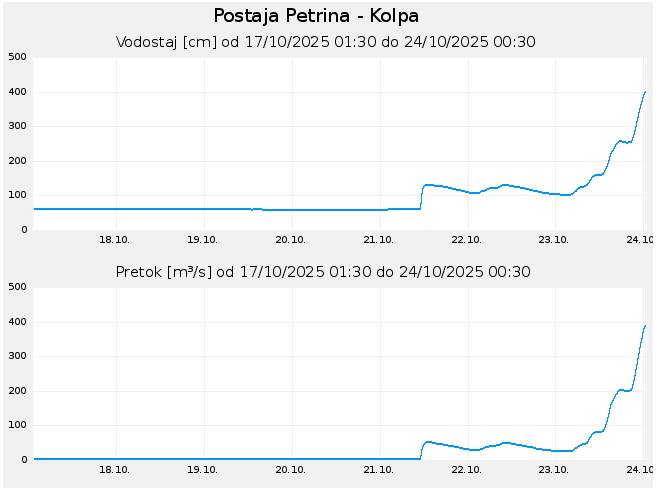 Postaja Petrina - Kolpa
Vodostaj [cm] od 17/10/2025 01:30 do 24/10/2025 00:30
500
400
300
200
100
0
18.10. 19.10. 20.10. 21.10. 22.10. 23.10. 24.10
Pretok [m³/s] od 17/10/2025 01:30 do 24/10/2025 00:30
500
400
300
200
100
0
18.10. 19.10. 20.10. 21.10. 22.10. 23.10. 24.10